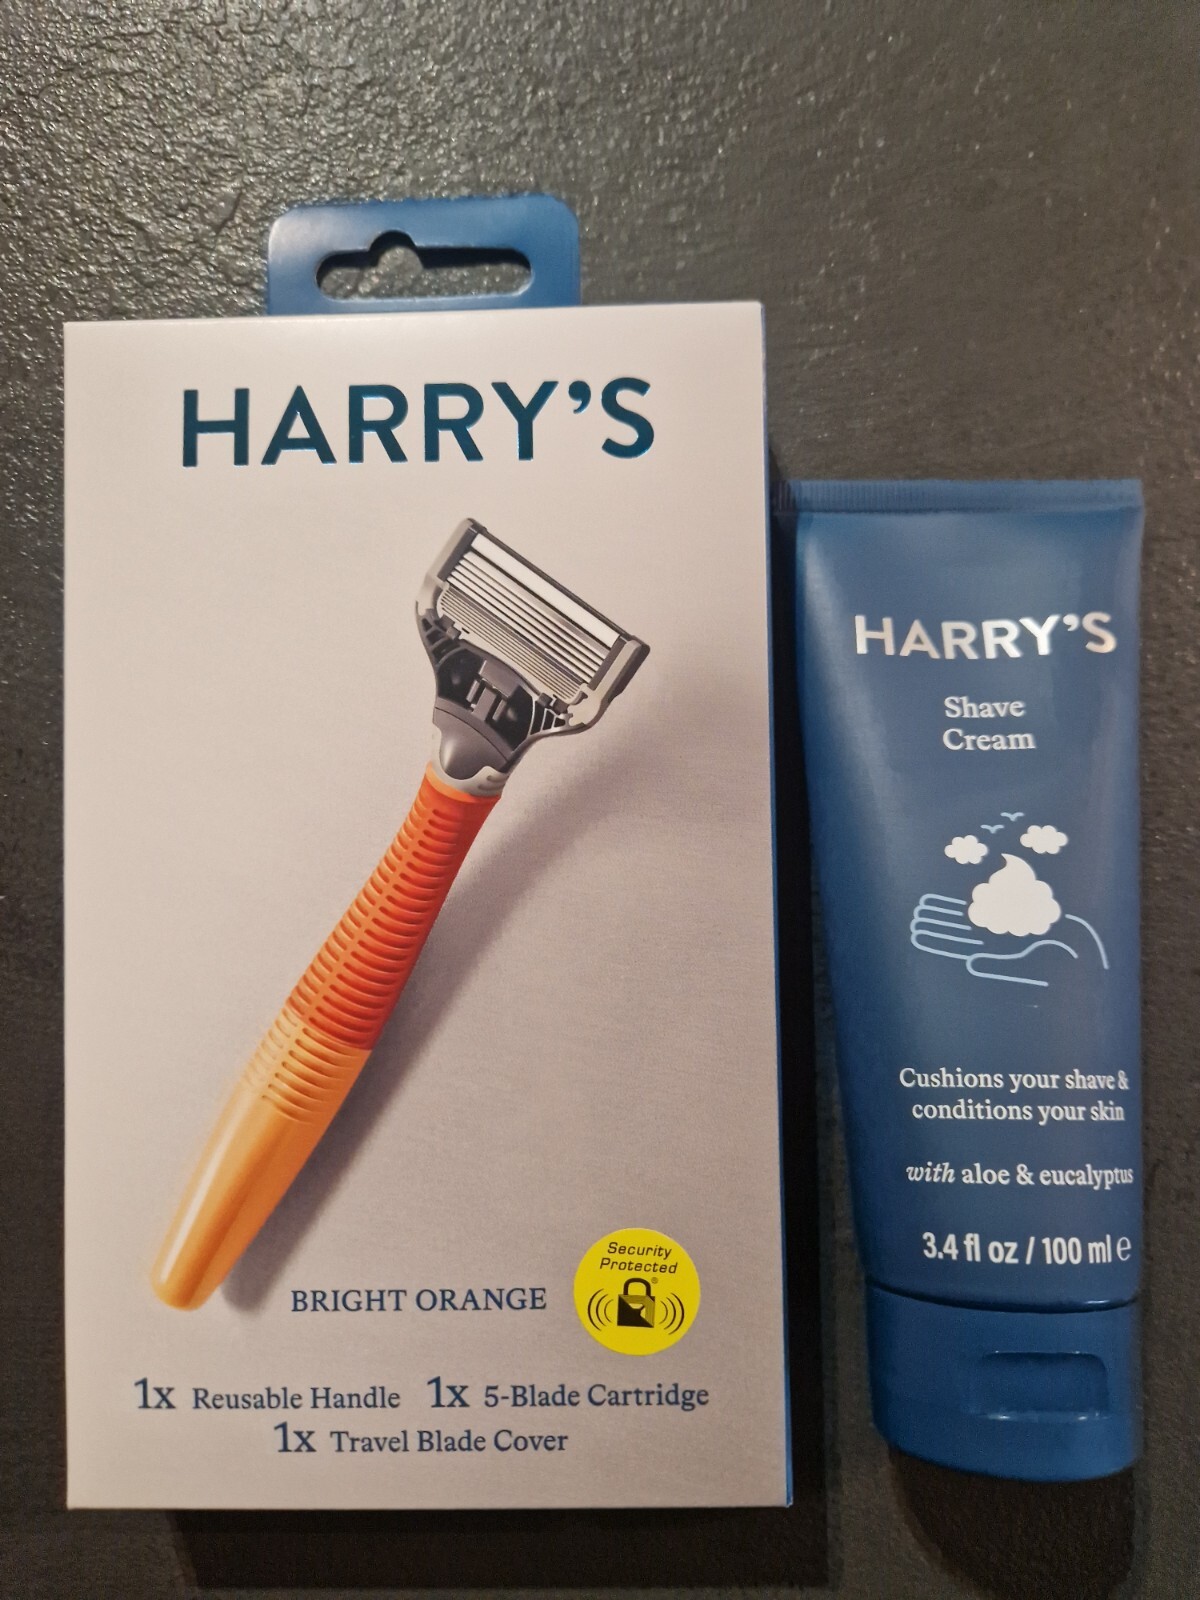 HARRY'S
BRIGHT ORANGE
Security
Protected
®
1x Reusable Handle 1x 5-Blade Cartridge
1x Travel Blade Cover
HARRY'S
Shave
Cream
Cushions your shave &
conditions your skin
with aloe & eucalyptus
3.4 fl oz / 100 ml ℮